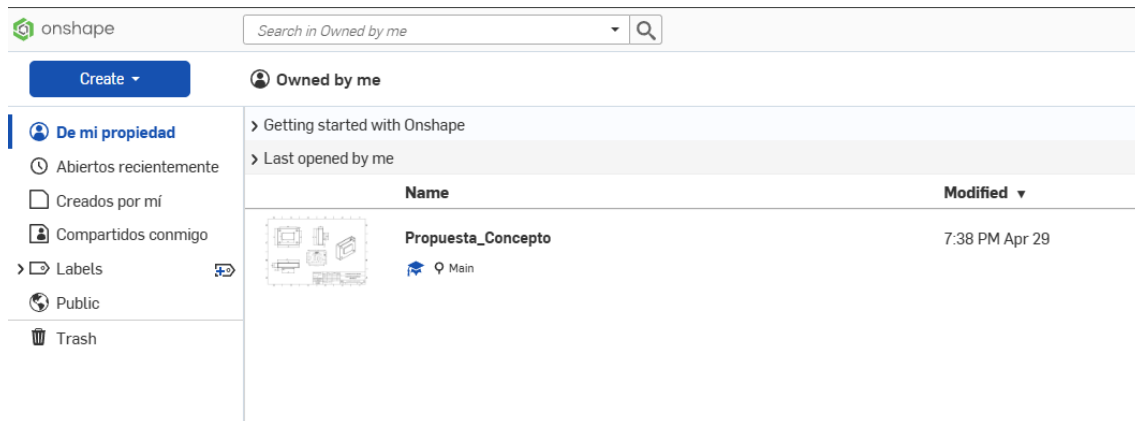 onshape
Search in Owned by me
Create
Owned by me
De mi propiedad
Abiertos recientemente
Creados por mí
Compartidos conmigo
Labels
Public
Trash
Getting started with Onshape
Last opened by me
Name Modified
Propuesta_Concepto 7:38 PM Apr 29
Main